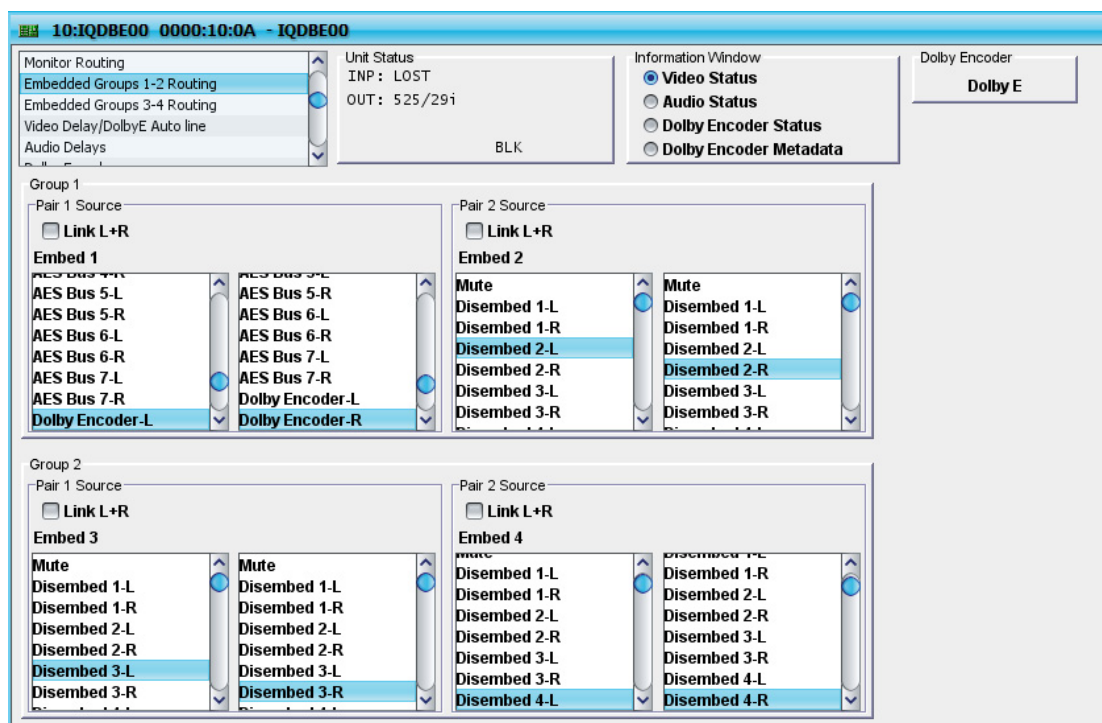 10:IQDBE00 0000:10:0A - IQDBE00
Monitor Routing
Embedded Groups 1-2 Routing
Embedded Groups 3-4 Routing
Video Delay/DolbyE Auto line
Audio Delays
Unit Status
INP: LOST
OUT: 525/29i
BLK
Information Window
Video Status
Audio Status
Dolby Encoder Status
Dolby Encoder Metadata
Dolby Encoder
Dolby E
Group 1
Pair 1 Source
Link L+R
Embed 1
AES Bus 4-R
AES Bus 5-L
AES Bus 5-R
AES Bus 6-L
AES Bus 6-R
AES Bus 7-L
AES Bus 7-R
Dolby Encoder-L
AES Bus 5-L
AES Bus 5-R
AES Bus 6-L
AES Bus 6-R
AES Bus 7-L
AES Bus 7-R
Dolby Encoder-L
Dolby Encoder-R
Pair 2 Source
Link L+R
Embed 2
Mute
Disembed 1-L
Disembed 1-R
Disembed 2-L
Disembed 2-R
Disembed 3-L
Disembed 3-R
Mute
Disembed 1-L
Disembed 1-R
Disembed 2-L
Disembed 2-R
Disembed 3-L
Disembed 3-R
Group 2
Pair 1 Source
Link L+R
Embed 3
Mute
Disembed 1-L
Disembed 1-R
Disembed 2-L
Disembed 2-R
Disembed 3-L
Disembed 3-R
Mute
Disembed 1-L
Disembed 1-R
Disembed 2-L
Disembed 2-R
Disembed 3-L
Disembed 3-R
Pair 2 Source
Link L+R
Embed 4
Mute
Disembed 1-L
Disembed 1-R
Disembed 2-L
Disembed 2-R
Disembed 3-L
Disembed 3-R
Disembed 4-L
Disembed 1-L
Disembed 1-R
Disembed 2-L
Disembed 2-R
Disembed 3-L
Disembed 3-R
Disembed 4-L
Disembed 4-R